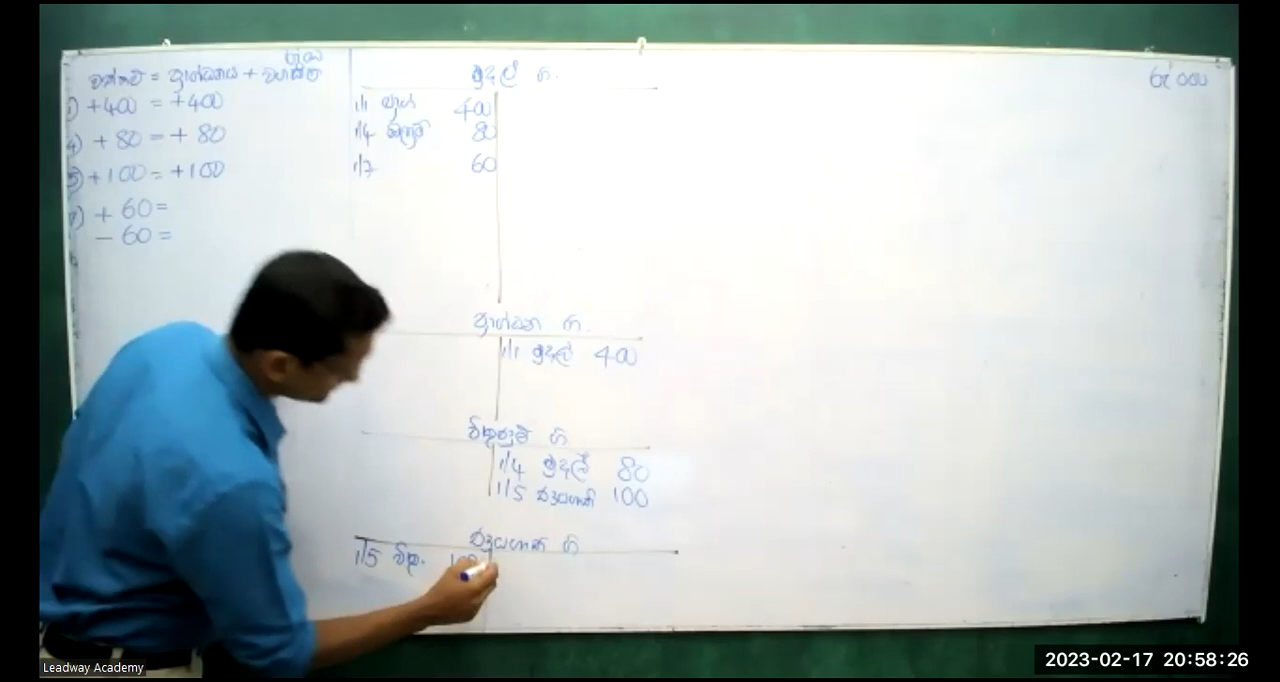 වත්කම් = ප්‍රාග්ධනය + වගකීම්
1) +400 = +400
4) +80 = +80
5) +100 = +100
7) +60 =
−60 =
මුදල් ගි.
1/1 ප්‍රාග් 400
1/4 විකුණුම් 80
1/7 60
ප්‍රාග්ධන ගි.
1/1 මුදල් 400
විකුණුම් ගි
1/4 මුදල් 80
1/5 ණයගැති 100
ණයගැති ගි
1/5 විකු. 100
රු 000
Leadway Academy
2023-02-17 20:58:26